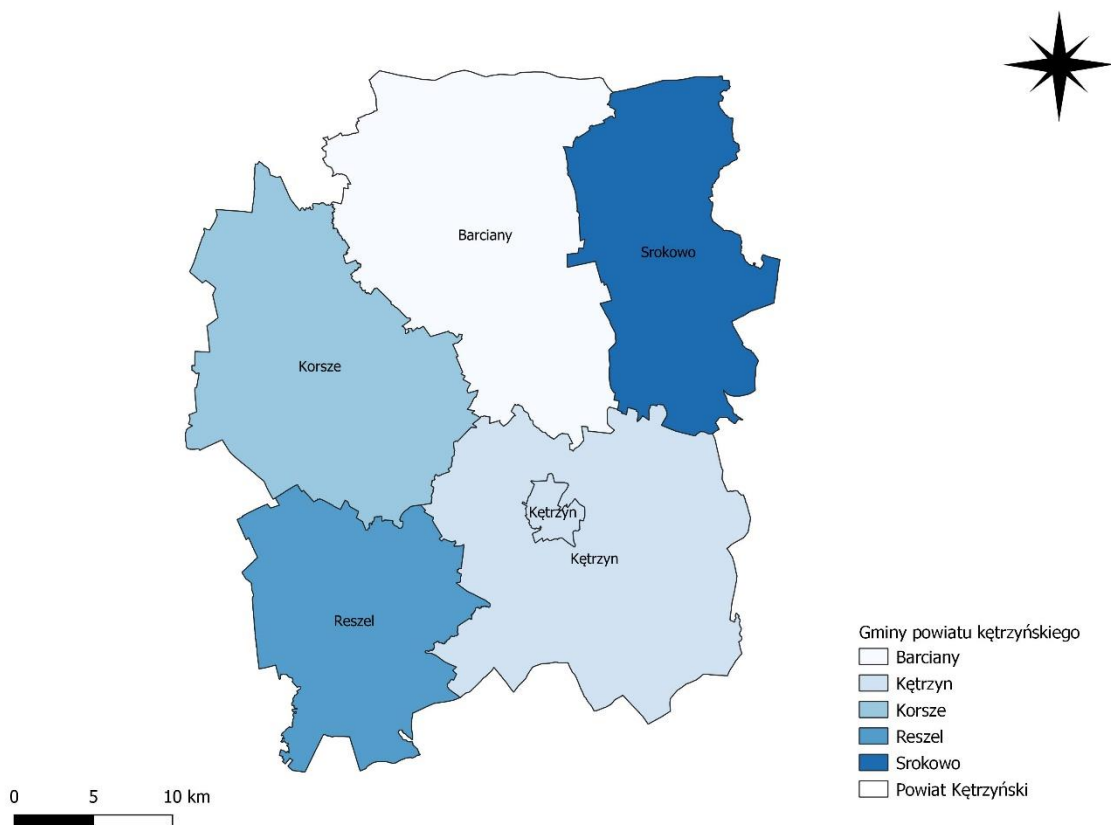 Barciany
Srokowo
Korsze
Kętrzyn
Kętrzyn
Reszel
Gminy powiatu kętrzyńskiego
Barciany
Kętrzyn
Korsze
Reszel
Srokowo
Powiat Kętrzyński
0 5 10 km